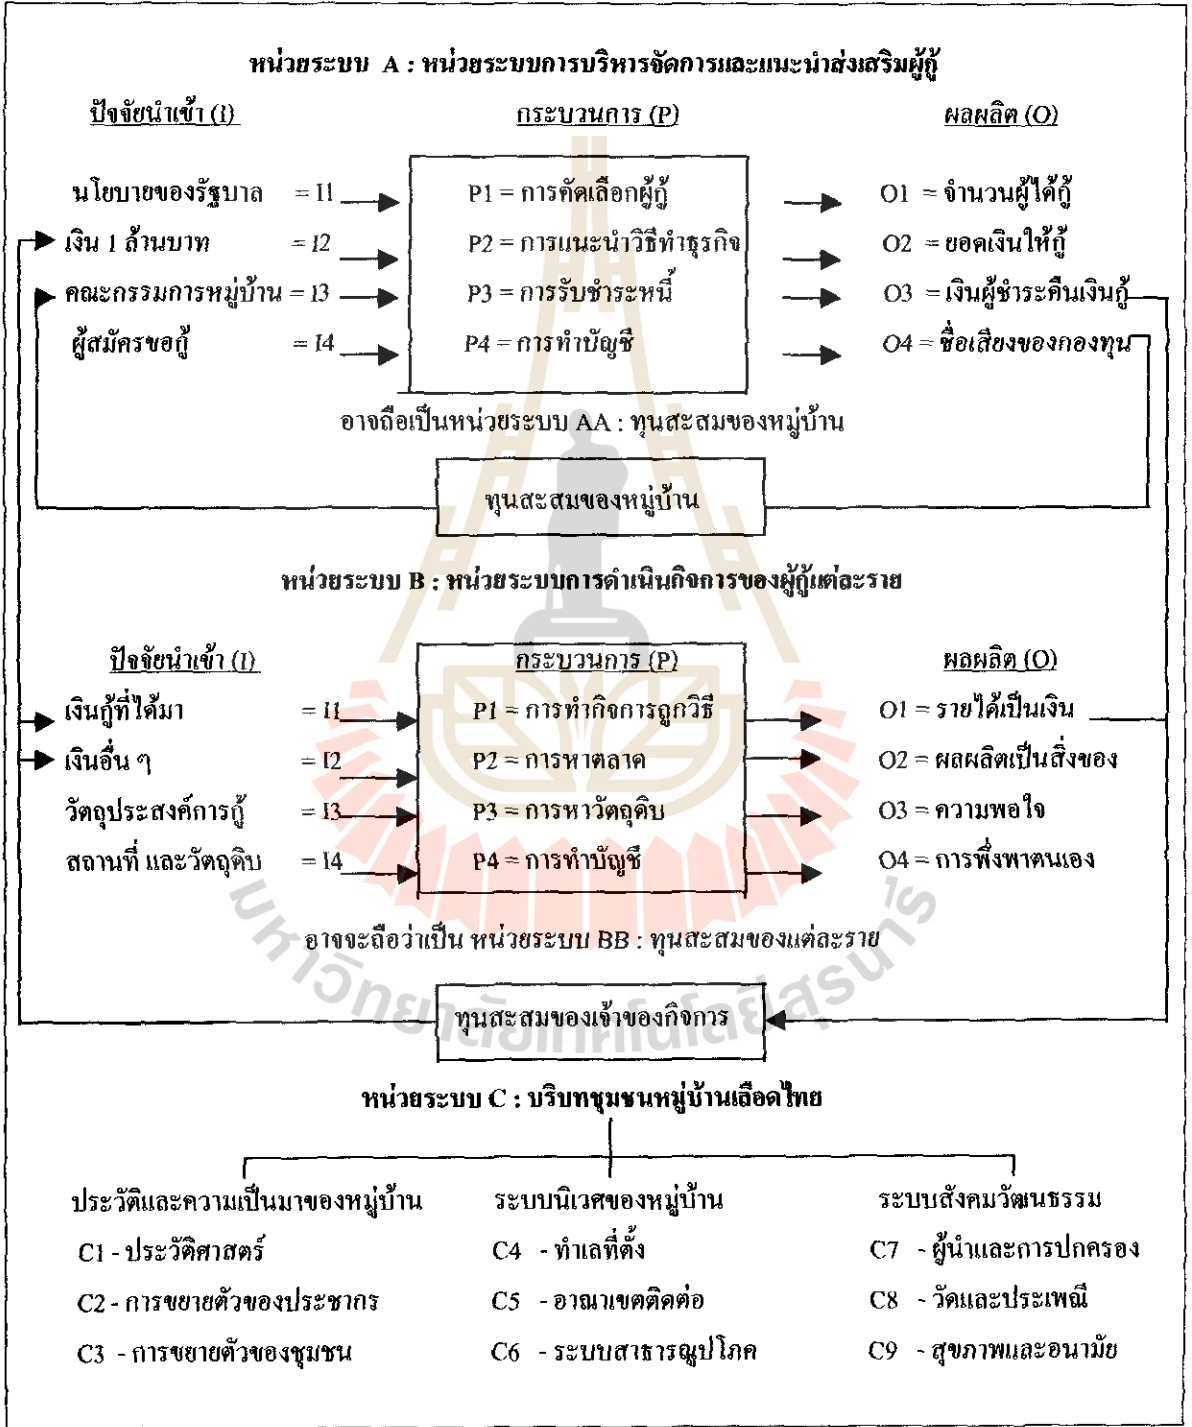 หน่วยระบบ A : หน่วยระบบการบริหารจัดการและแนะนำส่งเสริมผู้กู้
ปัจจัยนำเข้า (I) กระบวนการ (P) ผลผลิต (O)
นโยบายของรัฐบาล = I1 P1 = การคัดเลือกผู้กู้ O1 = จำนวนผู้ได้กู้
เงิน 1 ล้านบาท = I2 P2 = การแนะนำวิธีทำธุรกิจ O2 = ยอดเงินให้กู้
คณะกรรมการหมู่บ้าน = I3 P3 = การรับชำระหนี้ O3 = เงินผู้ชำระคืนเงินกู้
ผู้สมัครขอกู้ = I4 P4 = การทำบัญชี O4 = ชื่อเสียงของกองทุน
อาจถือเป็นหน่วยระบบ AA : ทุนสะสมของหมู่บ้าน
ทุนสะสมของหมู่บ้าน
หน่วยระบบ B : หน่วยระบบการดำเนินกิจการของผู้กู้แต่ละราย
ปัจจัยนำเข้า (I) กระบวนการ (P) ผลผลิต (O)
เงินกู้ที่ได้มา = I1 P1 = การทำกิจการถูกวิธี O1 = รายได้เป็นเงิน
เงินอื่น ๆ = I2 P2 = การหาตลาด O2 = ผลผลิตเป็นสิ่งของ
วัตถุประสงค์การกู้ = I3 P3 = การหาวัตถุดิบ O3 = ความพอใจ
สถานที่ และวัตถุดิบ = I4 P4 = การทำบัญชี O4 = การพึ่งพาตนเอง
อาจจะถือว่าเป็น หน่วยระบบ BB : ทุนสะสมของแต่ละราย
มหาวิทยาลัยเทคโนโลยีสุรนารี
ทุนสะสมของเจ้าของกิจการ
หน่วยระบบ C : บริบทชุมชนหมู่บ้านเลือดไทย
ประวัติและความเป็นมาของหมู่บ้าน ระบบนิเวศของหมู่บ้าน ระบบสังคมวัฒนธรรม
C1 - ประวัติศาสตร์ C4 - ทำเลที่ตั้ง C7 - ผู้นำและการปกครอง
C2 - การขยายตัวของประชากร C5 - อาณาเขตติดต่อ C8 - วัดและประเพณี
C3 - การขยายตัวของชุมชน C6 - ระบบสาธารณูปโภค C9 - สุขภาพและอนามัย